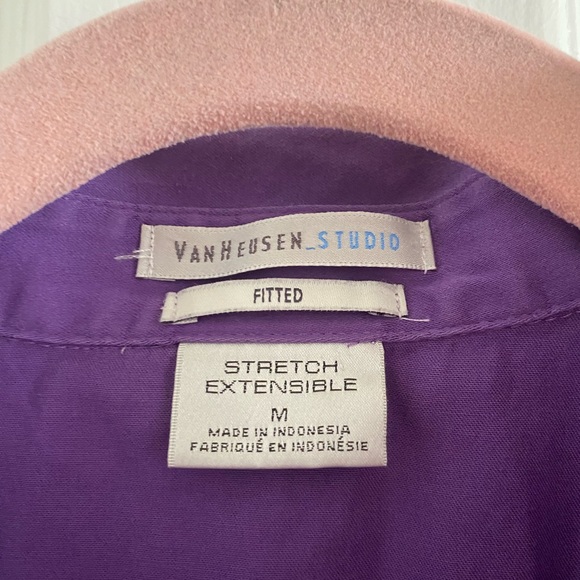 VANHEUSEN_STUDIO
FITTED
STRETCH
EXTENSIBLE
M
MADE IN INDONESIA
FABRIQUÉ EN INDONÉSIE